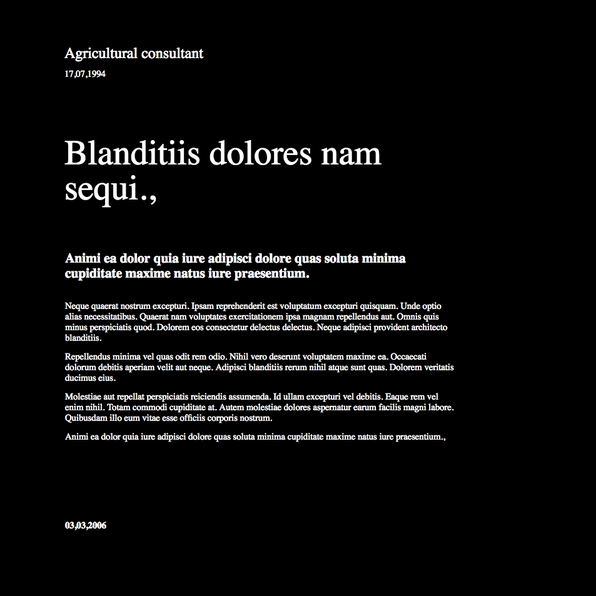 Agricultural consultant
17,07,1994
Blanditiis dolores nam
sequi.,
Animi ea dolor quia iure adipisci dolore quas soluta minima
cupiditate maxime natus iure praesentium.
Neque quaerat nostrum excepturi. Ipsam reprehenderit est voluptatum excepturi quisquam. Unde optio
alias necessitatibus. Quaerat nam voluptates exercitationem ipsa magnam repellendus aut. Omnis quis
minus perspiciatis quod. Dolorem eos consectetur delectus delectus. Neque adipisci provident architecto
blanditiis.
Repellendus minima vel quas odit rem odio. Nihil vero deserunt voluptatem maxime ea. Occaecati
dolorum debitis aperiam velit aut neque. Adipisci blanditiis rerum nihil atque sunt quas. Dolorem veritatis
ducimus eius.
Molestiae aut repellat perspiciatis reiciendis assumenda. Id ullam excepturi vel debitis. Eaque rem vel
enim nihil. Totam commodi cupiditate at. Autem molestiae dolores aspernatur earum facilis magni labore.
Quibusdam illo eum vitae esse officiis corporis nostrum.
Animi ea dolor quia iure adipisci dolore quas soluta minima cupiditate maxime natus iure praesentium.,
03,03,2006